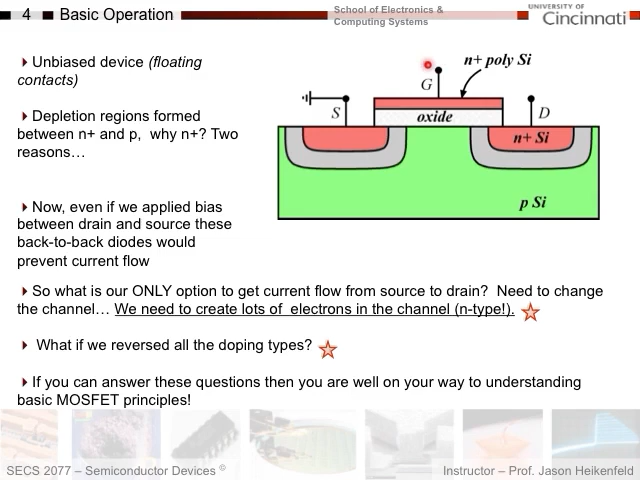 4 Basic Operation
School of Electronics &
Computing Systems
UNIVERSITY OF
Cincinnati
Unbiased device (floating
contacts)
Depletion regions formed
between n+ and p, why n+? Two
reasons…
Now, even if we applied bias
between drain and source these
back-to-back diodes would
prevent current flow
n+ poly Si
G
S
oxide
D
n+ Si
p Si
So what is our ONLY option to get current flow from source to drain? Need to change
the channel… We need to create lots of electrons in the channel (n-type!).
What if we reversed all the doping types?
If you can answer these questions then you are well on your way to understanding
basic MOSFET principles!
SECS 2077 – Semiconductor Devices ©
Instructor – Prof. Jason Heikenfeld